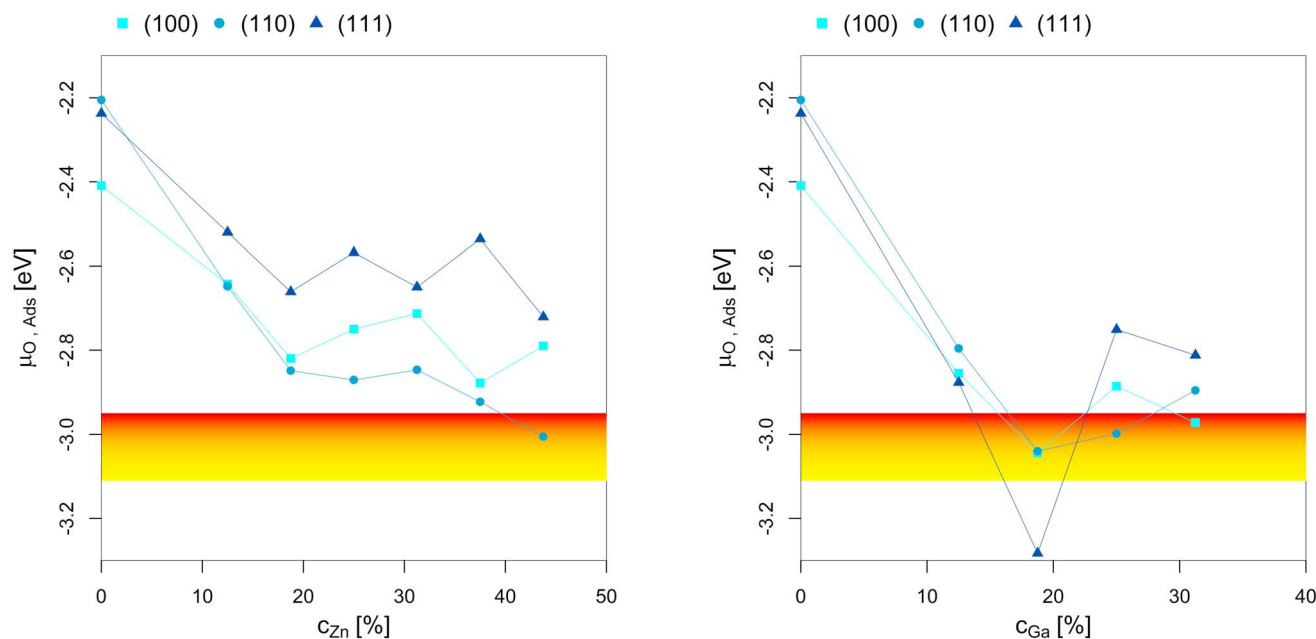 (100) (110) (111)
-2.2
-2.4
-2.6
-2.8
-3.0
-3.2
μO , Ads [eV]
0 10 20 30 40 50
cZn [%]
(100) (110) (111)
-2.2
-2.4
-2.6
-2.8
-3.0
-3.2
μO , Ads [eV]
0 10 20 30 40
cGa [%]